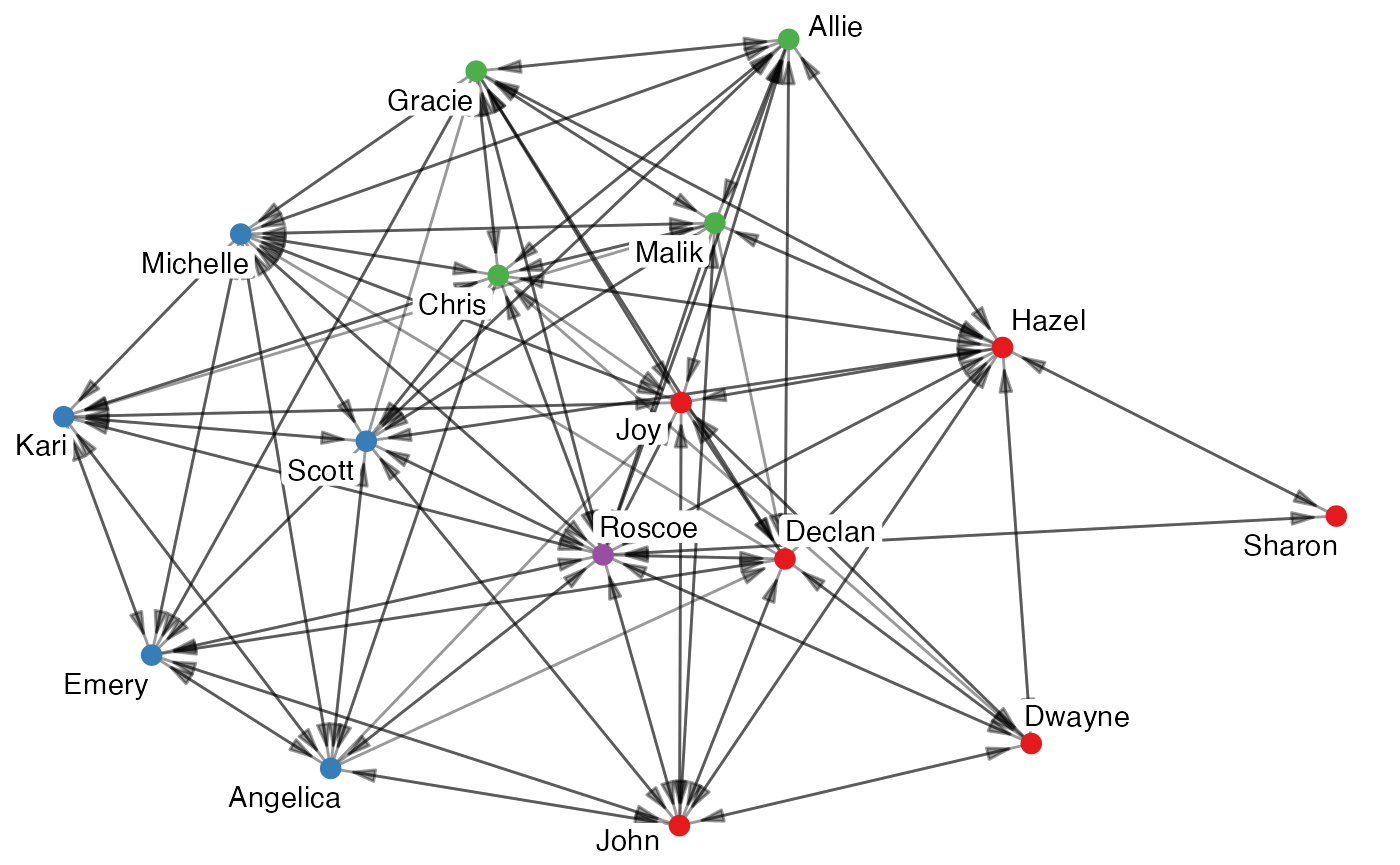 Allie
Gracie
Malik
Michelle
Chris
Hazel
Joy
Kari
Scott
Roscoe
Declan
Sharon
Emery
Dwayne
Angelica
John